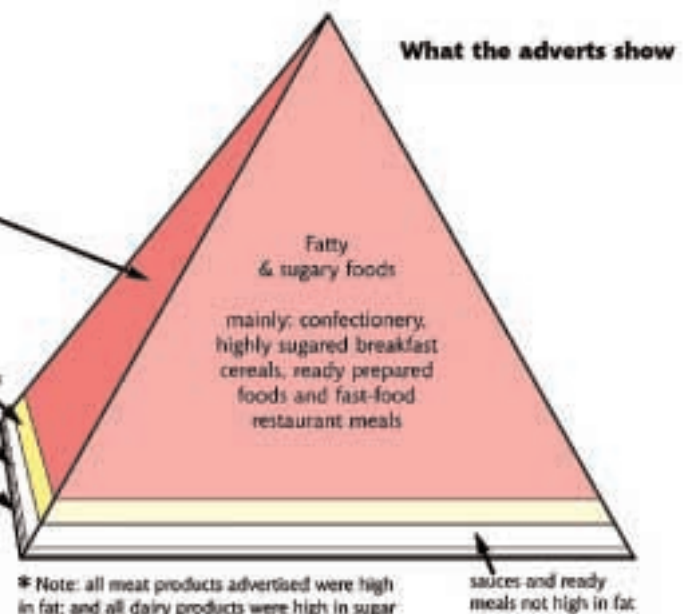 What the adverts show
Fatty
& sugary foods
mainly: confectionery,
highly sugared breakfast
cereals, ready prepared
foods and fast-food
restaurant meals
* Note: all meat products advertised were high
in fat; and all dairy products were high in sugar
sauces and ready
meals not high in fat